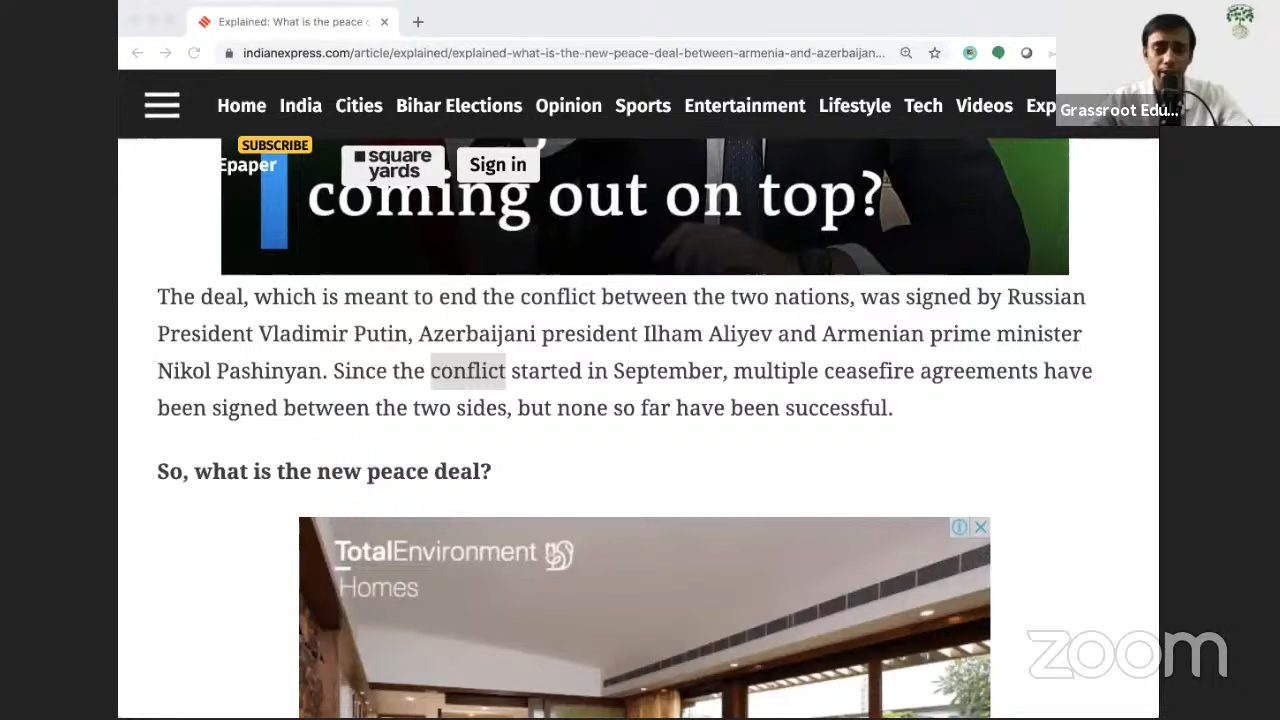 Explained: What is the peace
indianexpress.com/article/explained/explained-what-is-the-new-peace-deal-between-armenia-and-azerbaijan...
Home India Cities Bihar Elections Opinion Sports Entertainment Lifestyle Tech Videos Exp
Grassroot Edu...
SUBSCRIBE
Epaper square yards Sign in
coming out on top?
The deal, which is meant to end the conflict between the two nations, was signed by Russian
President Vladimir Putin, Azerbaijani president Ilham Aliyev and Armenian prime minister
Nikol Pashinyan. Since the conflict started in September, multiple ceasefire agreements have
been signed between the two sides, but none so far have been successful.
So, what is the new peace deal?
TotalEnvironment
Homes
zoom